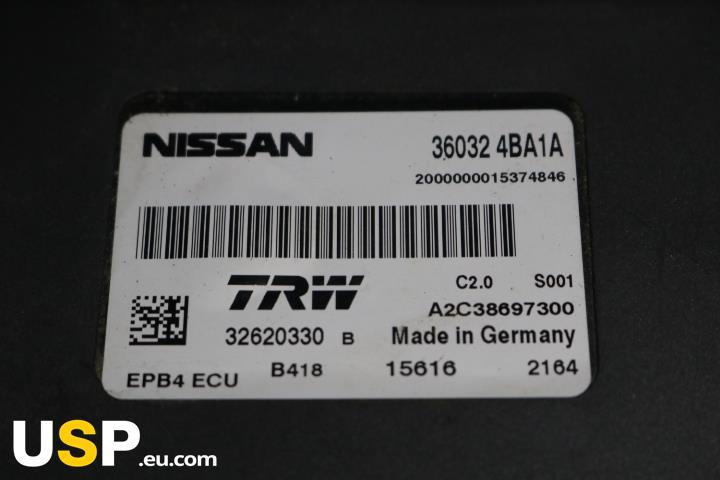 NISSAN 36032 4BA1A
2000000015374846
C2.0 S001
TRW A2C38697300
32620330 B Made in Germany
EPB4 ECU B418 15616 2164
USP.eu.com